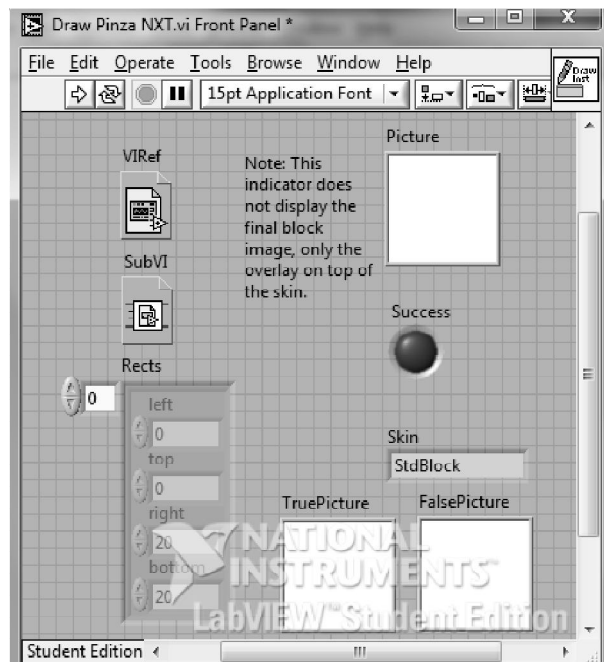 Draw Pinza NXT.vi Front Panel *
File Edit Operate Tools Browse Window Help
15pt Application Font
Draw
Inst
VIRef
Note: This
indicator does
not display the
final block
image, only the
overlay on top of
the skin.
Picture
SubVI
Success
Rects
0
left
0
top
0
right
20
bottom
20
Skin
StdBlock
TruePicture
FalsePicture
NATIONAL
INSTRUMENTS™
LabVIEW™ Student Edition
Student Edition